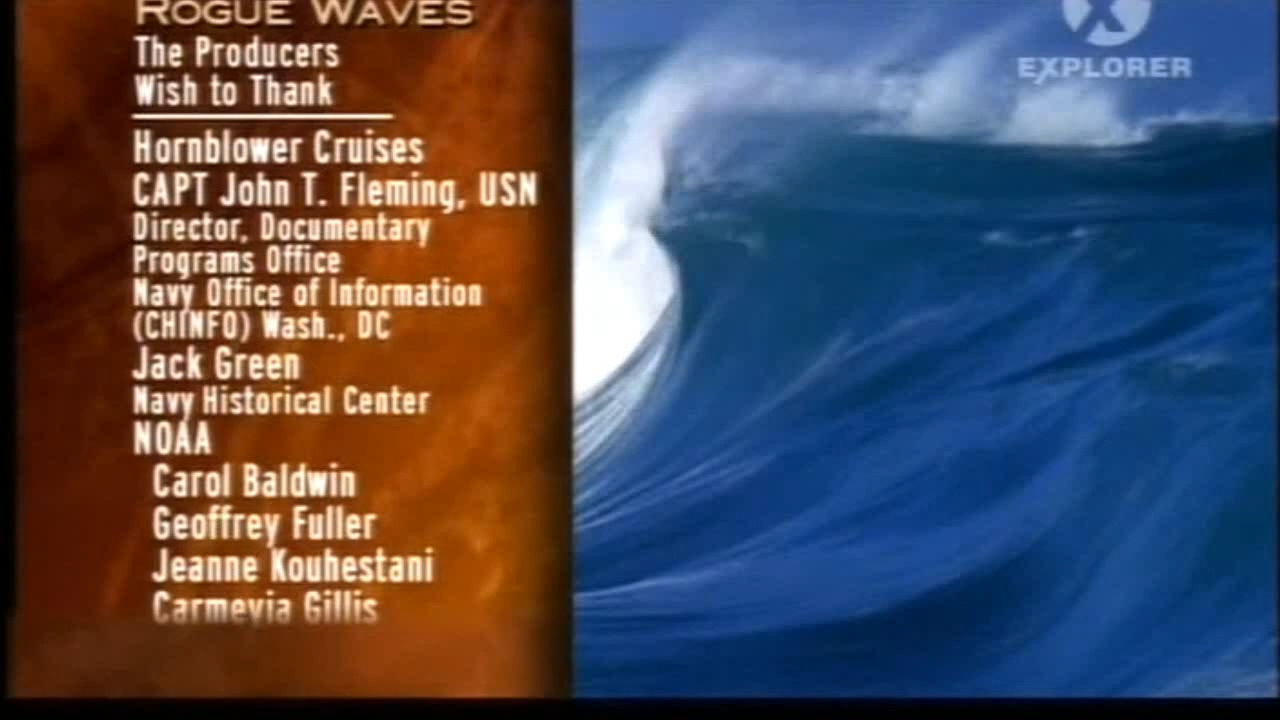 ROGUE WAVES
The Producers
Wish to Thank
Hornblower Cruises
CAPT John T. Fleming, USN
Director, Documentary
Programs Office
Navy Office of Information
(CHINFO) Wash., DC
Jack Green
Navy Historical Center
NOAA
Carol Baldwin
Geoffrey Fuller
Jeanne Kouhestani
Carmeyia Gillis
X
EXPLORER